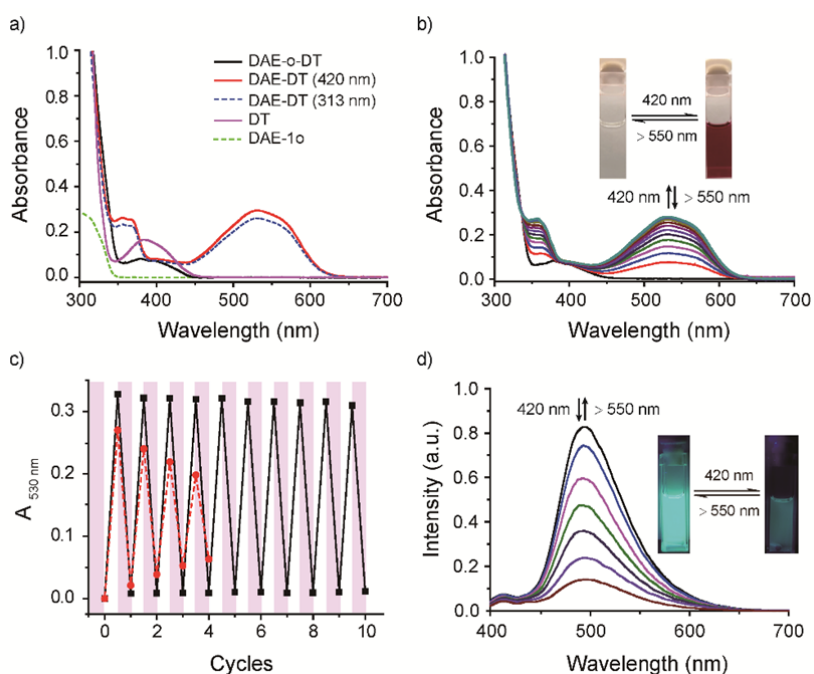 a)
1.0
0.8
0.6
0.4
0.2
0.0
Absorbance
DAE-o-DT
DAE-DT (420 nm)
DAE-DT (313 nm)
DT
DAE-1o
300 400 500 600 700
Wavelength (nm)
b)
1.0
0.8
0.6
0.4
0.2
0.0
Absorbance
420 nm
> 550 nm
420 nm > 550 nm
300 400 500 600 700
Wavelength (nm)
c)
0.3
0.2
0.1
0.0
A 530 nm
0 2 4 6 8 10
Cycles
d)
1.0
0.8
0.6
0.4
0.2
0.0
Intensity (a.u.)
420 nm > 550 nm
420 nm
> 550 nm
400 500 600 700
Wavelength (nm)